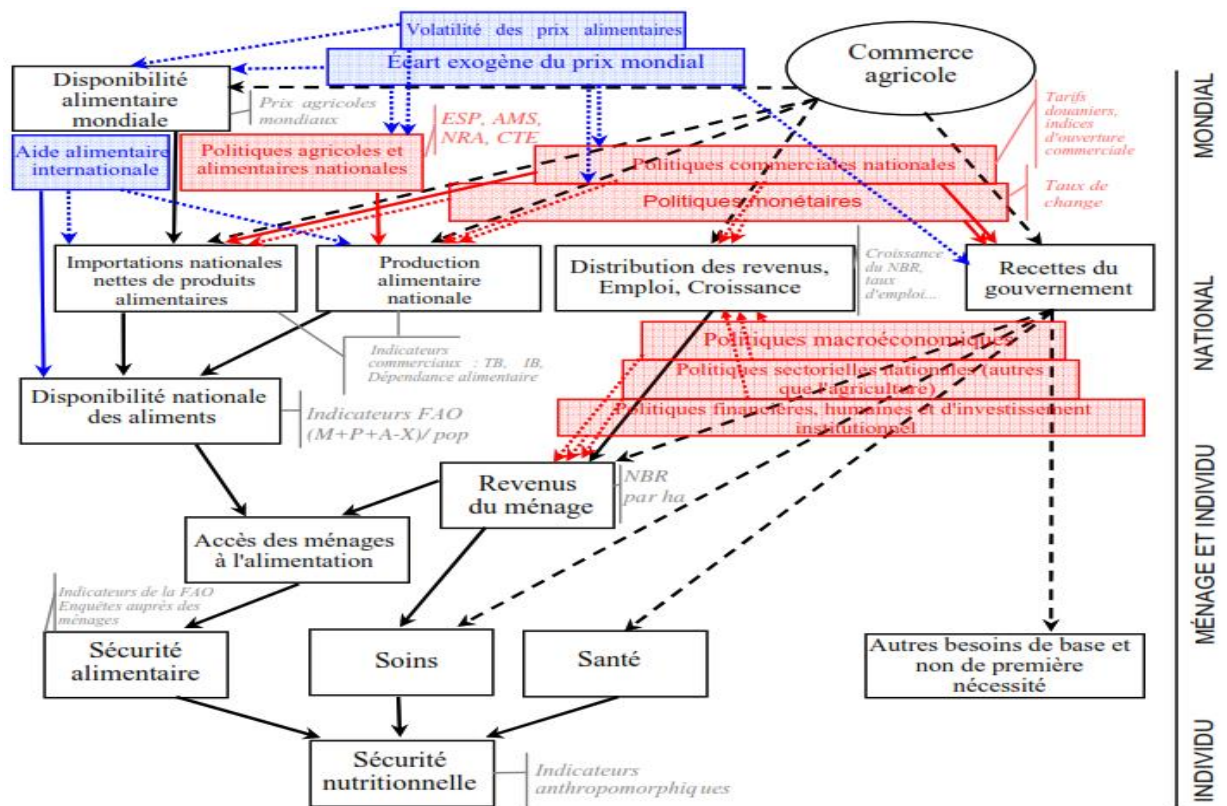 Volatilité des prix alimentaires
Écart exogène du prix mondial
Commerce
agricole
Disponibilité
alimentaire
mondiale
Prix agricoles
mondiaux
ESP, AMS,
NRA, CTE
Tarifs
douaniers,
indices
d'ouverture
commerciale
MONDIAL
Aide alimentaire
internationale
Politiques agricoles et
alimentaires nationales
Politiques commerciales nationales
Politiques monétaires
Taux de
change
Importations nationales
nettes de produits
alimentaires
Production
alimentaire
nationale
Distribution des revenus,
Emploi, Croissance
Croissance
du NBR,
taux
d'emploi...
Recettes du
gouvernement
NATIONAL
Indicateurs
commerciaux : TB, IB,
Dépendance alimentaire
Politiques macroéconomiques
Politiques sectorielles nationales (autres
que l'agriculture)
Politiques financières, humaines et d'investissement
institutionnel
Disponibilité nationale
des aliments
Indicateurs FAO
(M+P+A-X)/ pop
Revenus
du ménage
NBR
par ha
MÉNAGE ET INDIVIDU
Accès des ménages
à l'alimentation
Indicateurs de la FAO
Enquêtes auprès des
ménages
Sécurité
alimentaire
Soins
Santé
Autres besoins de base et
non de première
nécessité
Sécurité
nutritionnelle
Indicateurs
anthropomorphiques
INDIVIDU